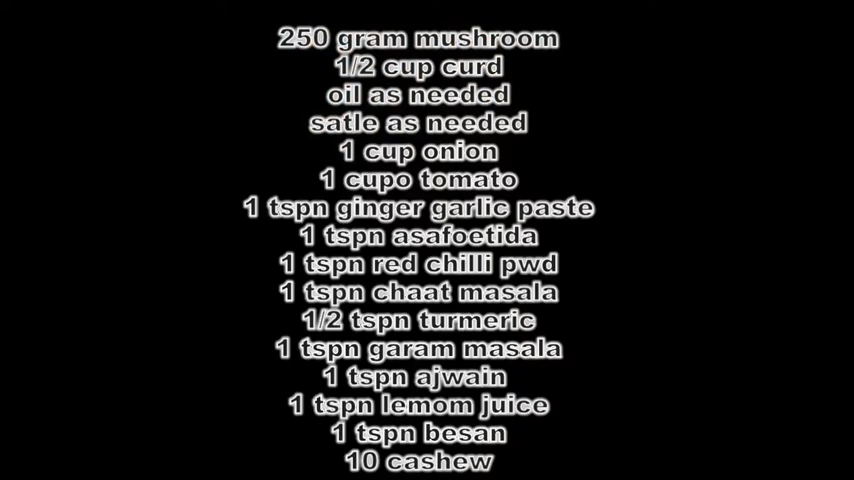 250 gram mushroom
1/2 cup curd
oil as needed
satle as needed
1 cup onion
1 cupo tomato
1 tspn ginger garlic paste
1 tspn asafoetida
1 tspn red chilli pwd
1 tspn chaat masala
1/2 tspn turmeric
1 tspn garam masala
1 tspn ajwain
1 tspn lemom juice
1 tspn besan
10 cashew